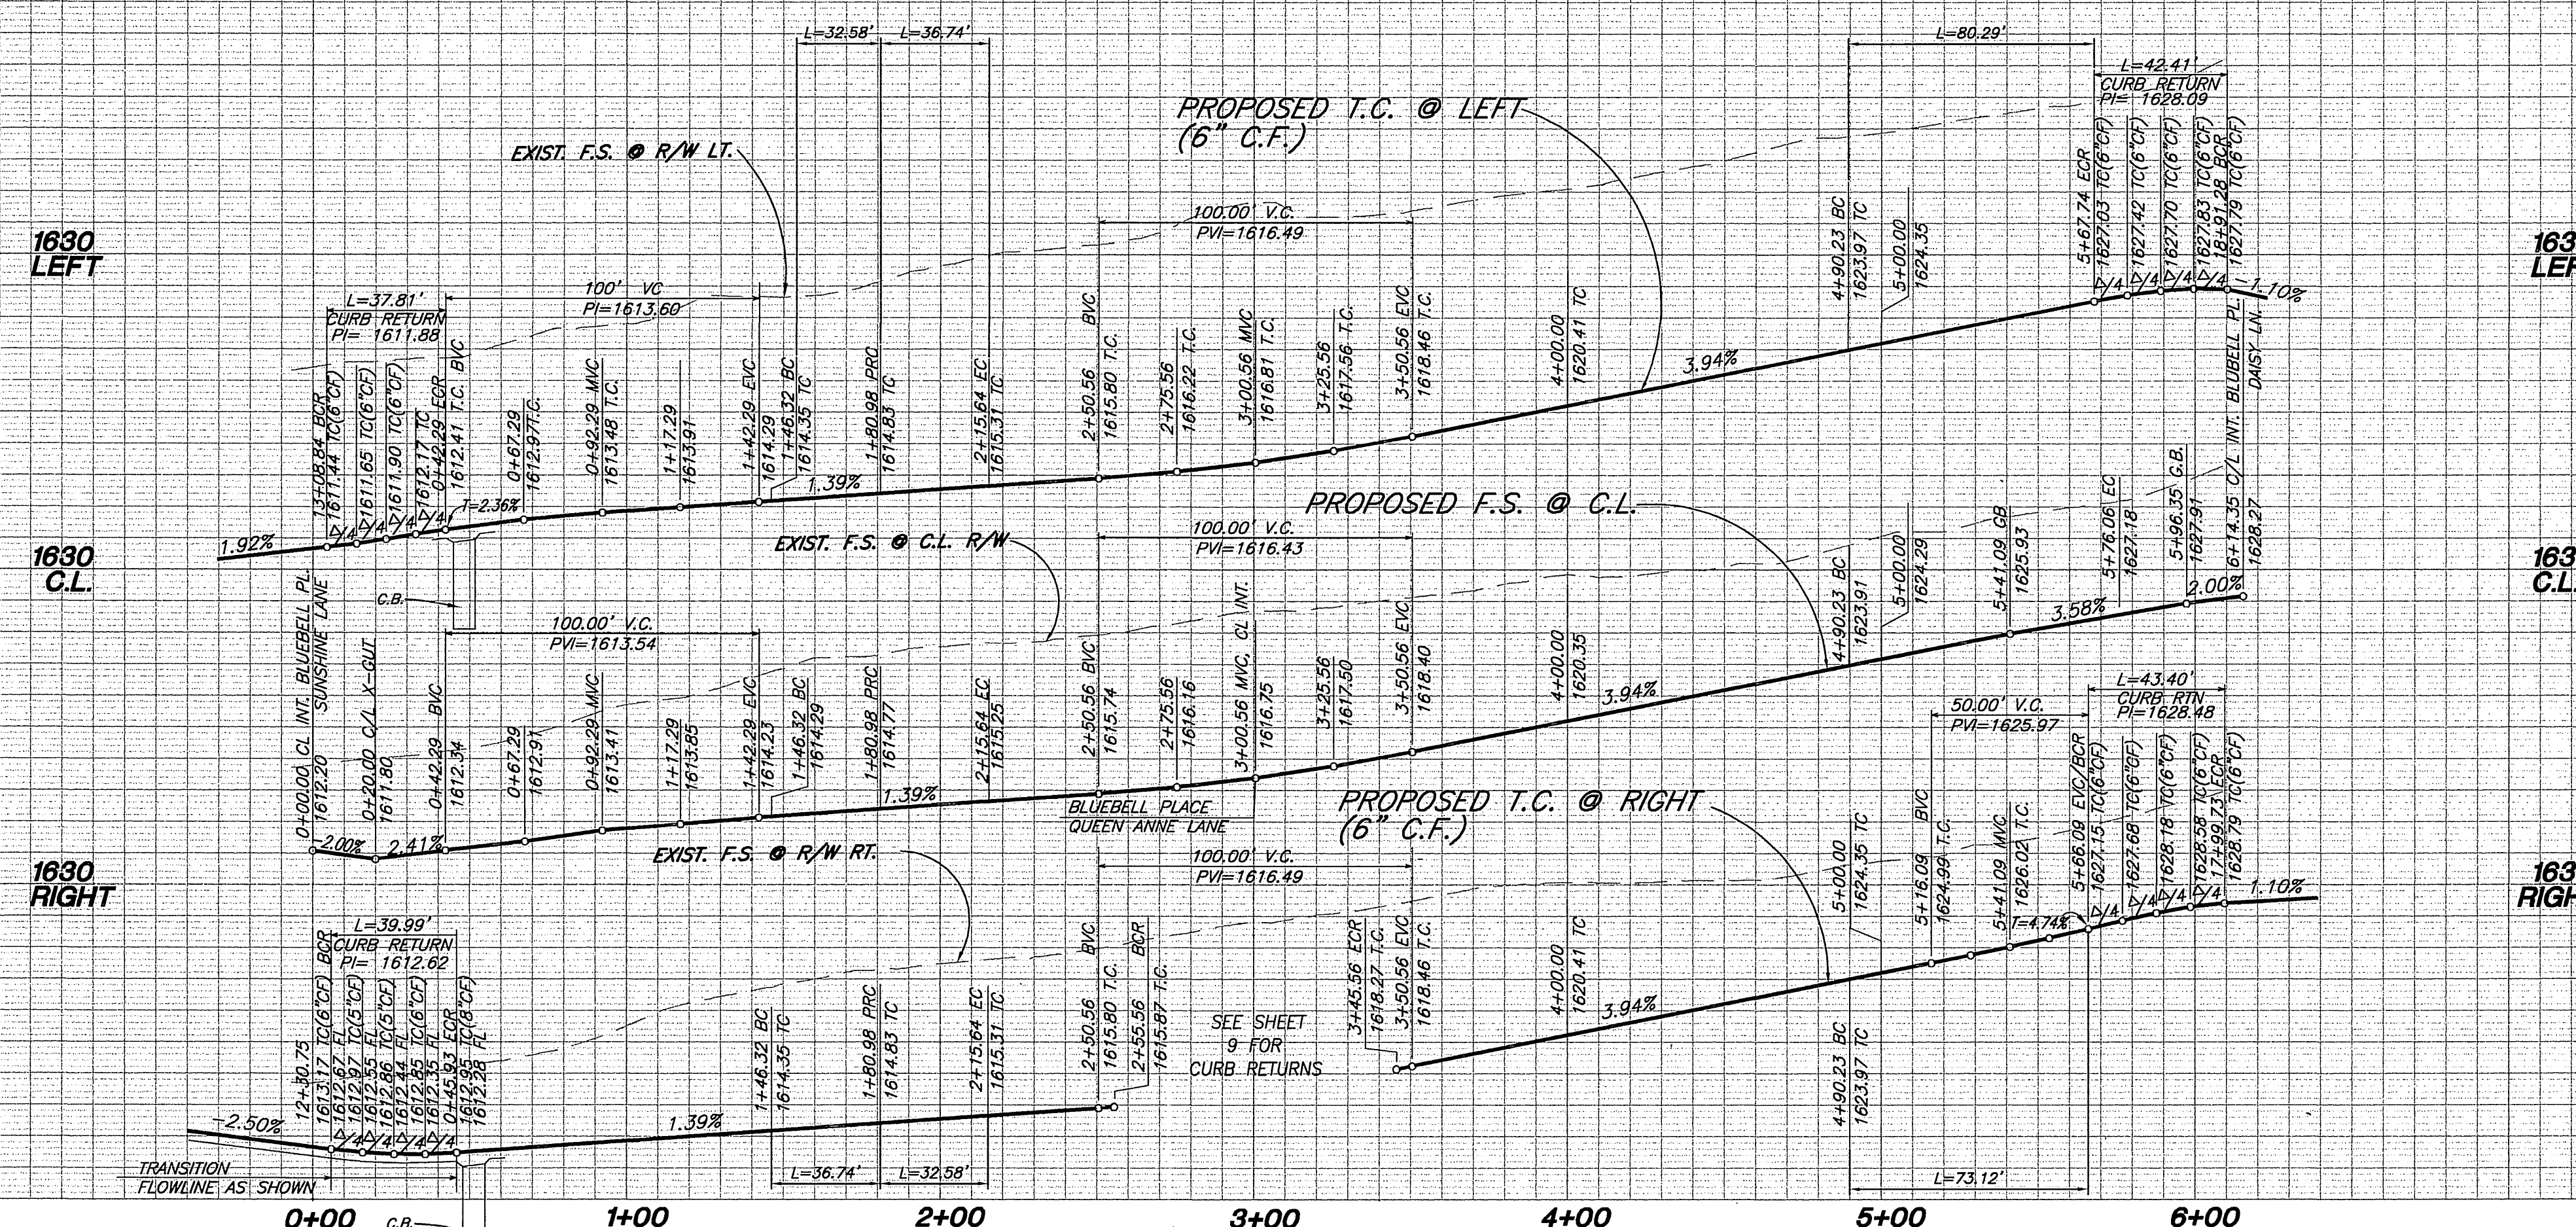 L=32.58'
L=36.74'
L=80.29'
L=42.41'
CURB RETURN
PI= 1628.09
PROPOSED T.C. @ LEFT
(6" C.F.)
EXIST. F.S. @ R/W LT.
1630
LEFT
163
LEF
L=37.81'
CURB RETURN
PI= 1611.88
100' VC
PI=1613.60
100.00' V.C.
PVI=1616.49
13+08.84 BCR
1611.44 TC(6"CF)
1611.65 TC(6"CF)
1611.90 TC(6"CF)
1612.17 TC
0+42.29 ECR
1612.41 T.C. BVC
0+67.29
1612.97T.C.
0+92.29 MVC
1613.48 T.C.
1+17.29
1613.91
1+42.29 EVC
1614.29
1+46.32 BC
1614.35 TC
1+80.98 PRC
1614.83 TC
2+15.64 EC
1615.31 TC
2+50.56 BVC
1615.80 T.C.
2+75.56
1616.22 T.C.
3+00.56 MVC
1616.81 T.C.
3+25.56
1617.56 T.C.
3+50.56 EVC
1618.46 T.C.
4+00.00
1620.41 TC
4+90.23 BC
1623.97 TC
5+00.00
1624.35
5+67.74 ECR
1627.03 TC(6"CF)
1627.42 TC(6"CF)
1627.70 TC(6"CF)
1627.83 TC(6"CF)
18+91.28 BCR
1627.79 TC(6"CF)
△/4
△/4
△/4
△/4
△/4
△/4
△/4
△/4
1.92%
T=2.36%
1.39%
3.94%
-1.10%
1630
C.L.
163
C.L.
C.B.
EXIST. F.S. @ C.L. R/W
PROPOSED F.S. @ C.L.
100.00' V.C.
PVI=1613.54
100.00' V.C.
PVI=1616.43
0+00.00 CL INT. BLUEBELL PL.
1612.20 SUNSHINE LANE
0+20.00 C/L X-GUT
1611.80
0+42.29 BVC
1612.34
0+67.29
1612.91
0+92.29 MVC
1613.41
1+17.29
1613.85
1+42.29 EVC
1614.23
1+46.32 BC
1614.29
1+80.98 PRC
1614.77
2+15.64 EC
1615.25
2+50.56 BVC
1615.74
2+75.56
1616.16
3+00.56 MVC, CL INT.
1616.75
3+25.56
1617.50
3+50.56 EVC
1618.40
4+00.00
1620.35
4+90.23 BC
1623.91
5+00.00
1624.29
5+41.09 GB
1625.93
5+76.06 EC
1627.18
5+96.35 G.B.
1627.91
6+14.35 C/L INT. BLUBELL PL.
1628.27 DAISY LN.
-2.00%
2.41%
1.39%
3.94%
3.58%
2.00%
BLUEBELL PLACE
QUEEN ANNE LANE
1630
RIGHT
163
RIGH
EXIST. F.S. @ R/W RT.
PROPOSED T.C. @ RIGHT
(6" C.F.)
100.00' V.C.
PVI=1616.49
50.00' V.C.
PVI=1625.97
L=43.40'
CURB RTN
PI=1628.48
L=39.99'
CURB RETURN
PI= 1612.62
12+30.75
1613.17 TC(6"CF) BCR
1612.67 FL
1612.97 TC(5"CF)
1612.55 FL
1612.86 TC(5"CF)
1612.44 FL
1612.85 TC(6"CF)
1612.35 FL
0+45.93 ECR
1612.95 TC(8"CF)
1612.28 FL
1+46.32 BC
1614.35 TC
1+80.98 PRC
1614.83 TC
2+15.64 EC
1615.31 TC
2+50.56 BVC
1615.80 T.C.
2+55.56 BCR
1615.87 T.C.
SEE SHEET
9 FOR
CURB RETURNS
3+45.56 ECR
1618.27 T.C.
3+50.56 EVC
1618.46 T.C.
4+00.00
1620.41 TC
5+00.00
1624.35 TC
4+90.23 BC
1623.97 TC
5+16.09 BVC
1624.99 T.C.
5+41.09 MVC
1626.02 T.C.
5+66.09 EVC/BCR
1627.15 TC(6"CF)
1627.68 TC(6"CF)
1628.18 TC(6"CF)
1628.58 TC(6"CF)
17+99.73 ECR
1628.79 TC(6"CF)
△/4
△/4
△/4
△/4
△/4
△/4
△/4
△/4
-2.50%
1.39%
3.94%
T=4.74%
1.10%
TRANSITION
FLOWLINE AS SHOWN
L=36.74'
L=32.58'
L=73.12'
C.B.
0+00
1+00
2+00
3+00
4+00
5+00
6+00